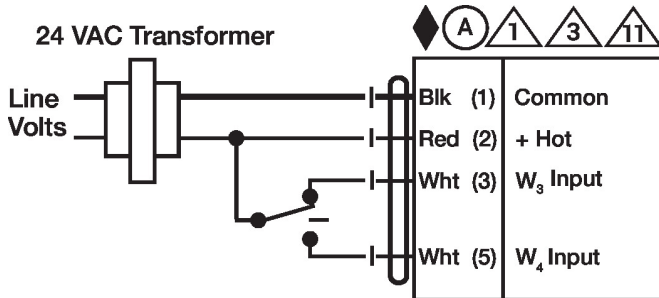 24 VAC Transformer
A 1 3 11
Line
Volts
Blk (1) Common
Red (2) + Hot
Wht (3) W₃ Input
Wht (5) W₄ Input